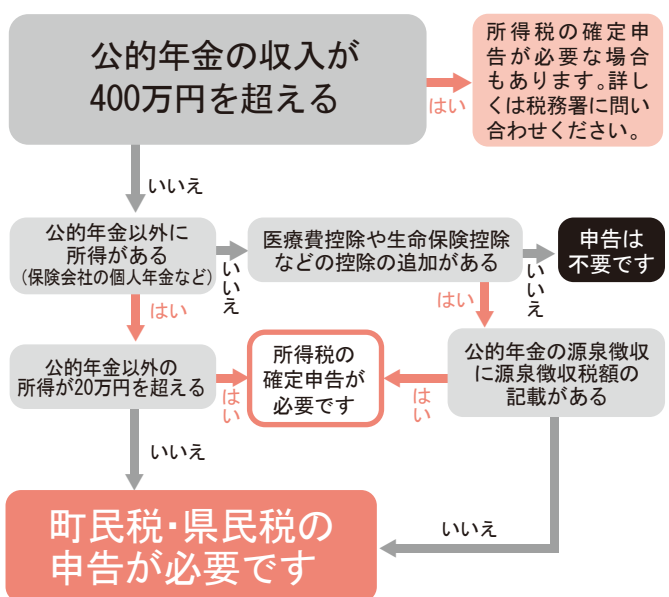 公的年金の収入が
400万円を超える
はい
所得税の確定申
告が必要な場合
もあります。詳し
くは税務署に問い
合わせください。
いいえ
公的年金以外に
所得がある
(保険会社の個人年金など)
いいえ
医療費控除や生命保険控除
などの控除の追加がある
いいえ
申告は
不要です
はい
はい
公的年金以外の
所得が20万円を超える
はい
所得税の
確定申告が
必要です
はい
公的年金の源泉徴収
に源泉徴収税額の
記載がある
いいえ
いいえ
町民税・県民税の
申告が必要です